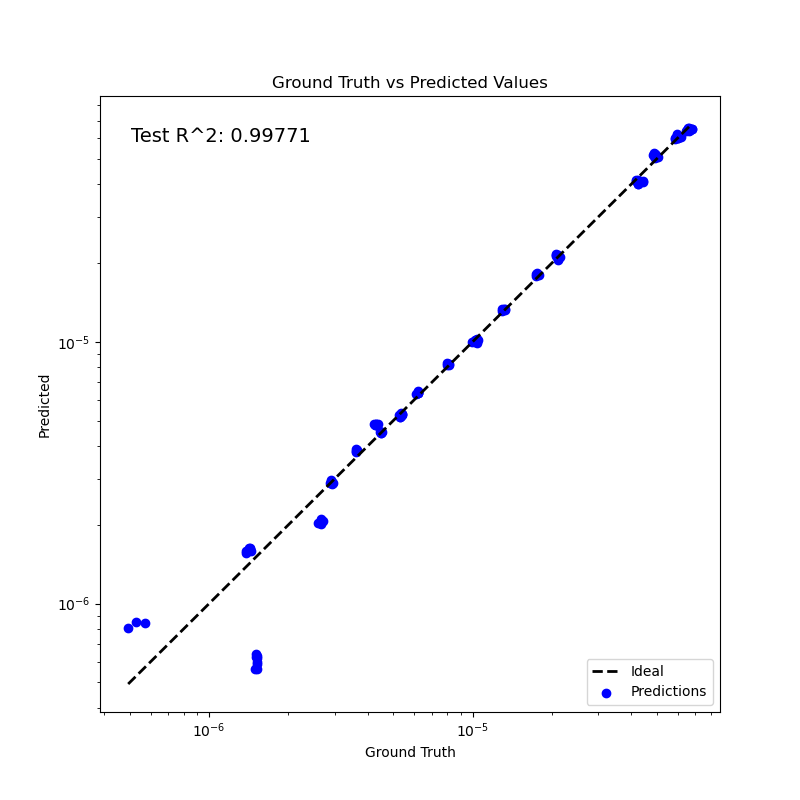 Ground Truth vs Predicted Values
Test R^2: 0.99771
Predicted
10⁻⁵
10⁻⁶
10⁻⁶
10⁻⁵
Ground Truth
Ideal
Predictions